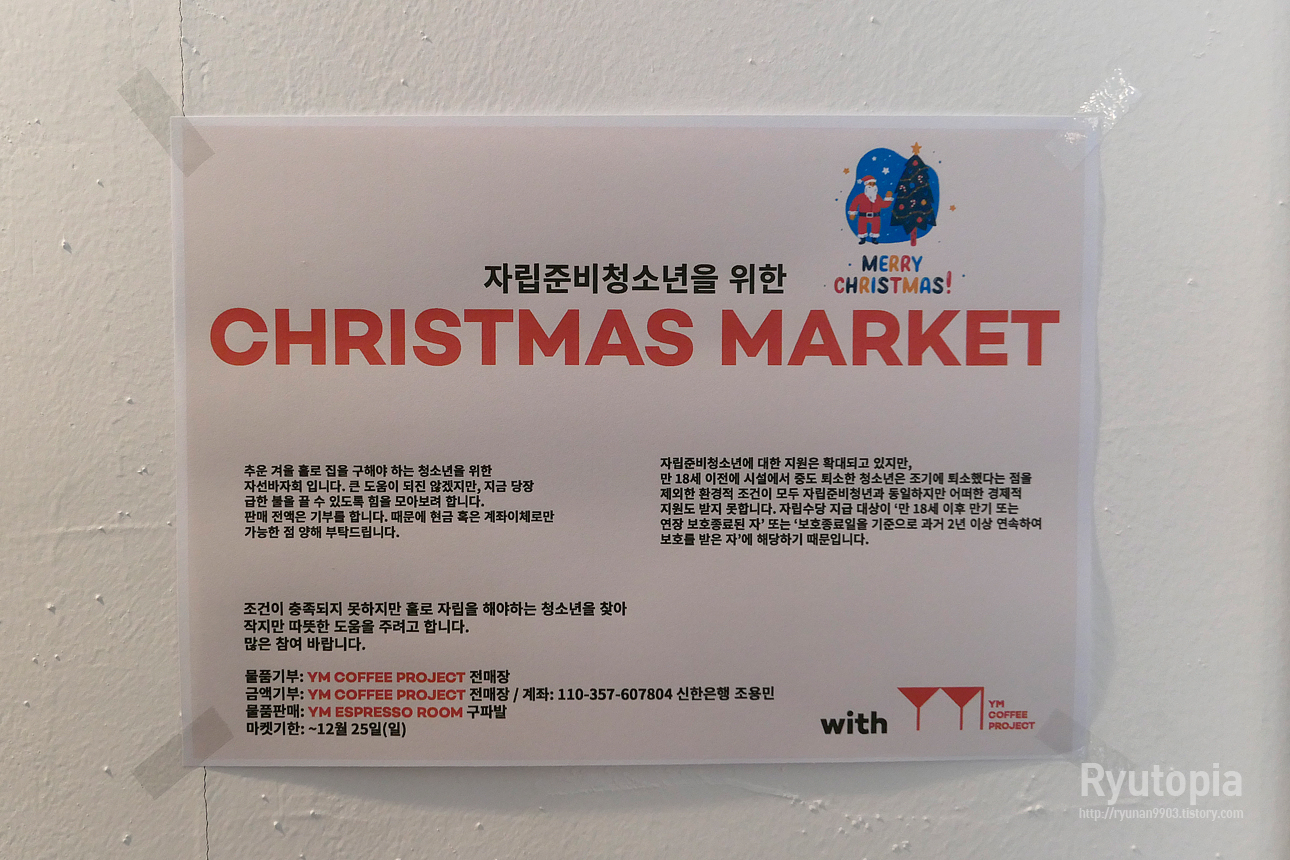 MERRY
CHRISTMAS!
자립준비청소년을 위한
CHRISTMAS MARKET
추운 겨울 홀로 집을 구해야 하는 청소년을 위한
자선바자회 입니다. 큰 도움이 되진 않겠지만, 지금 당장
급한 불을 끌 수 있도록 힘을 모아보려 합니다.
판매 전액은 기부를 합니다. 때문에 현금 혹은 계좌이체로만
가능한 점 양해 부탁드립니다.
자립준비청소년에 대한 지원은 확대되고 있지만,
만 18세 이전에 시설에서 중도 퇴소한 청소년은 조기에 퇴소했다는 점을
제외한 환경적 조건이 모두 자립준비청년과 동일하지만 어떠한 경제적
지원도 받지 못합니다. 자립수당 지급 대상이 ‘만 18세 이후 만기 또는
연장 보호종료된 자’ 또는 ‘보호종료일을 기준으로 과거 2년 이상 연속하여
보호를 받은 자’에 해당하기 때문입니다.
조건이 충족되지 못하지만 홀로 자립을 해야하는 청소년을 찾아
작지만 따뜻한 도움을 주려고 합니다.
많은 참여 바랍니다.
물품기부: YM COFFEE PROJECT 전매장
금액기부: YM COFFEE PROJECT 전매장 / 계좌: 110-357-607804 신한은행 조용민
물품판매: YM ESPRESSO ROOM 구파발
마켓기한: ~12월 25일(일)
with
YM
COFFEE
PROJECT
Ryutopia
http://ryunan9903.tistory.com